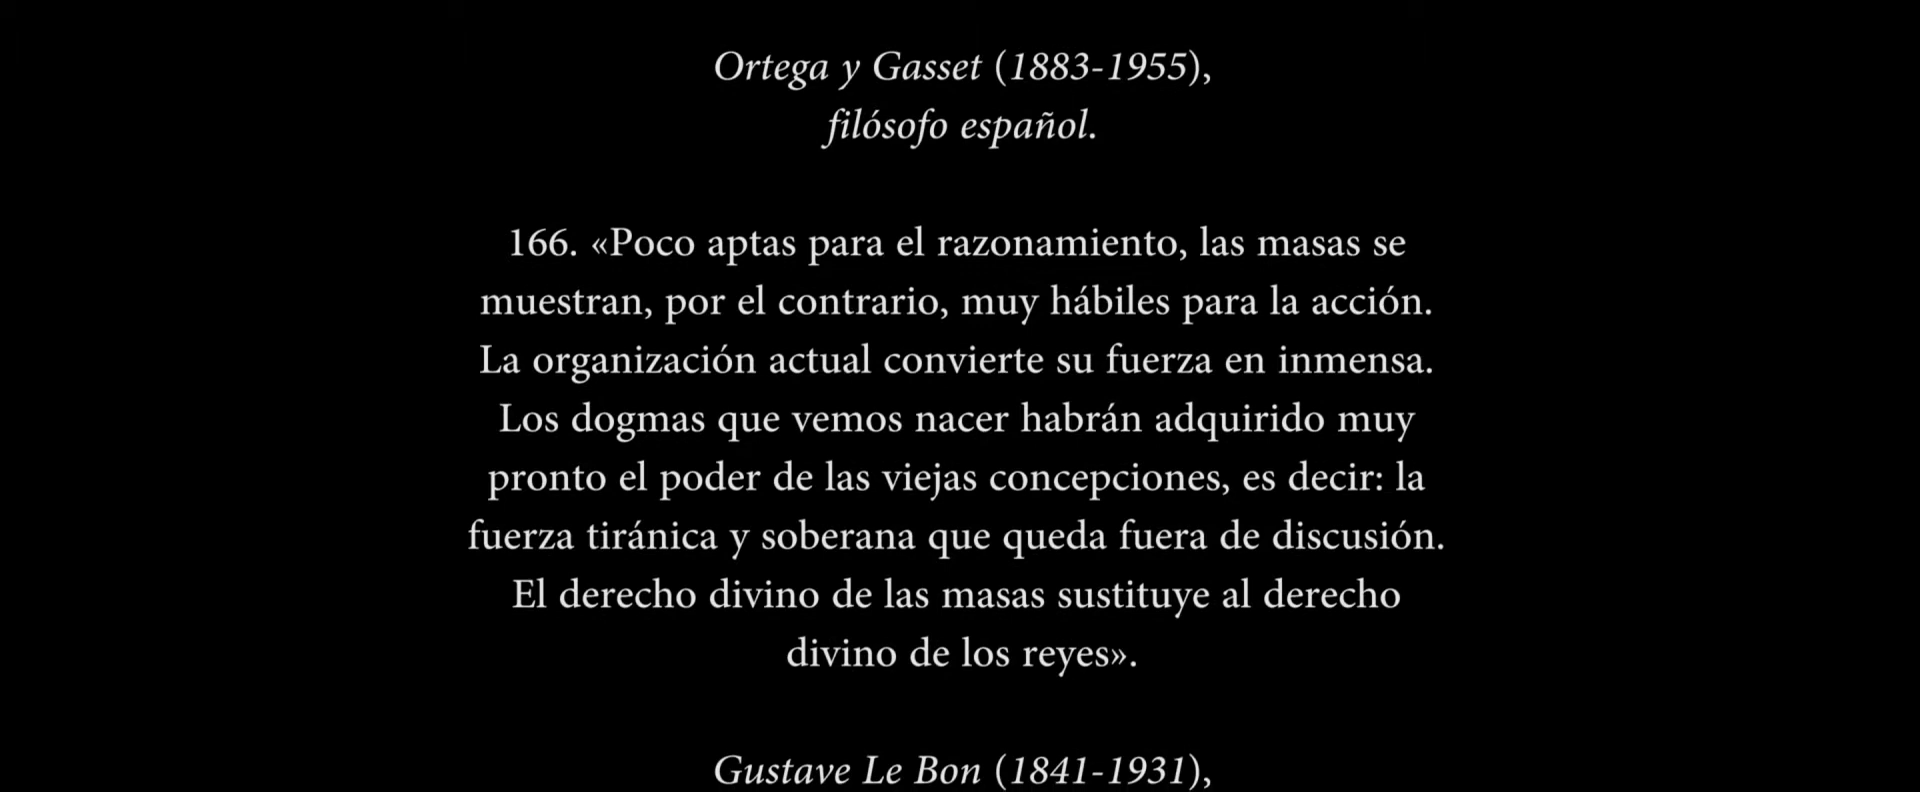 Ortega y Gasset (1883-1955),
filósofo español.
166. «Poco aptas para el razonamiento, las masas se
muestran, por el contrario, muy hábiles para la acción.
La organización actual convierte su fuerza en inmensa.
Los dogmas que vemos nacer habrán adquirido muy
pronto el poder de las viejas concepciones, es decir: la
fuerza tiránica y soberana que queda fuera de discusión.
El derecho divino de las masas sustituye al derecho
divino de los reyes».
Gustave Le Bon (1841-1931),